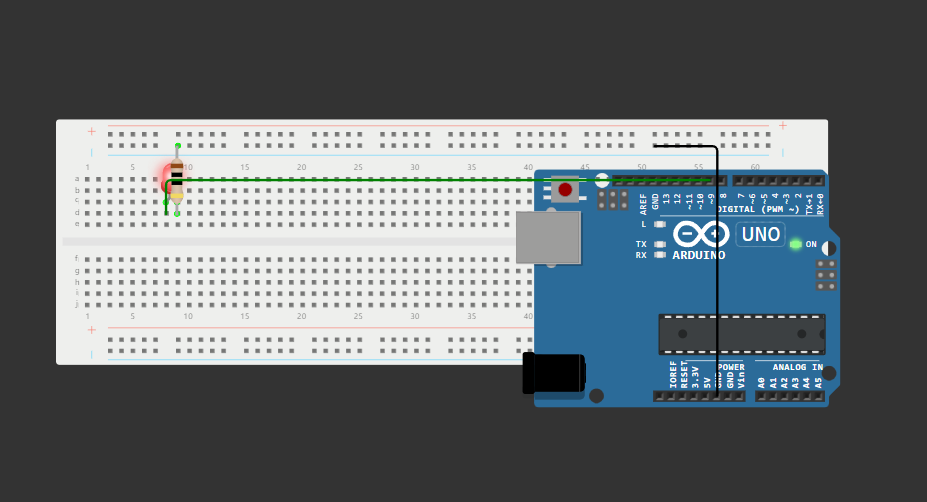 + +
1 5 10 15 20 25 30 35 40 45 50 60
a
b
c
d
e
AREF GND 13 12 ~11 ~10 ~9 8 7 ~6 ~5 ~4 ~3 2 TX→1 RX←0
DIGITAL (PWM ~)
L
TX
RX
ARDUINO
UNO
ON
f
g
h
i
j
1 5 10 15 20 25 30 35 40
+
POWER
ANALOG IN
IOREF RESET 3.3V 5V GND GND Vin A0 A1 A2 A3 A4 A5